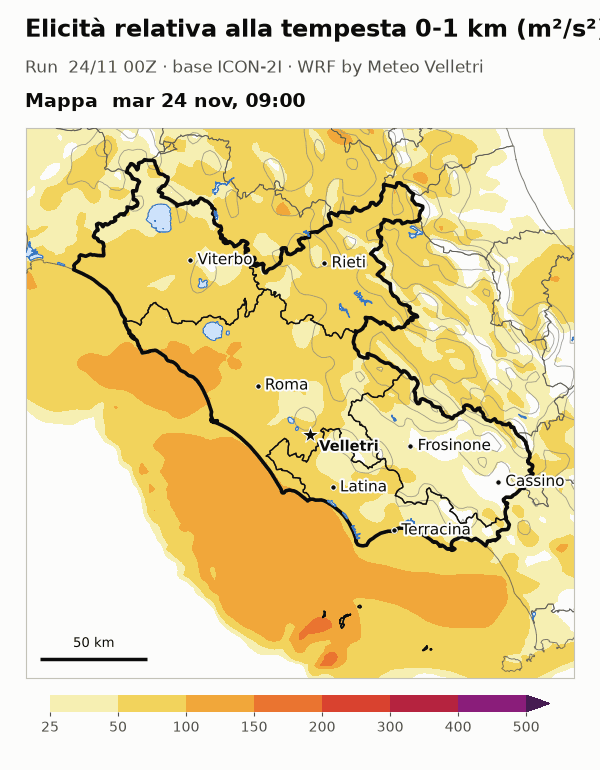 Elicità relativa alla tempesta 0-1 km (m²/s²)
Run 24/11 00Z · base ICON-2I · WRF by Meteo Velletri
Mappa mar 24 nov, 09:00
Viterbo
Rieti
Roma
Velletri
Frosinone
Cassino
Latina
Terracina
50 km
25 50 100 150 200 300 400 500